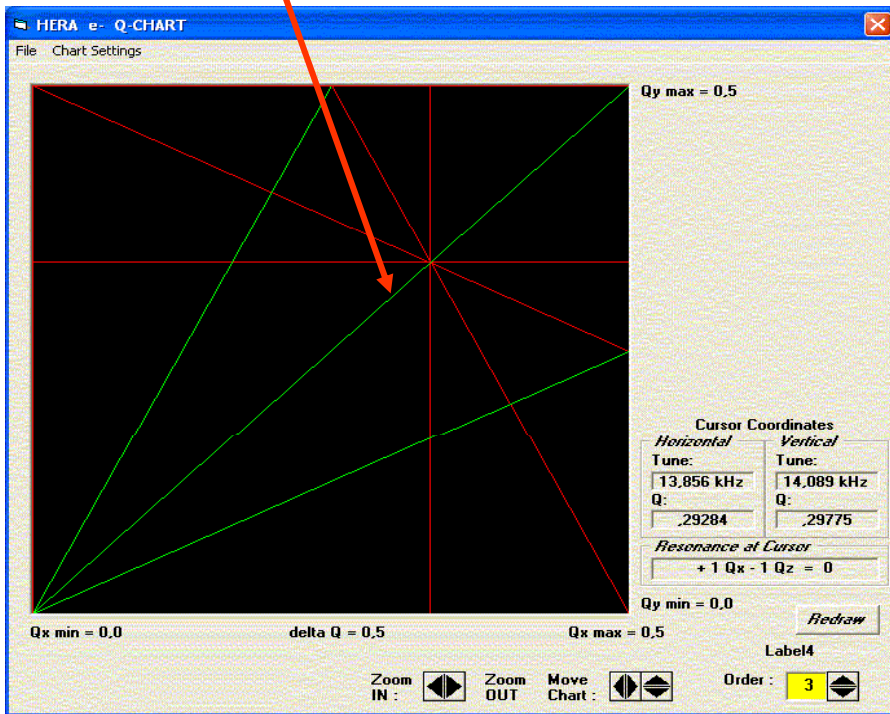 HERA e- Q-CHART
File Chart Settings
Qy max = 0,5
Cursor Coordinates
Horizontal Vertical
Tune: Tune:
13,856 kHz 14,089 kHz
Q: Q:
,29284 ,29775
Resonance at Cursor
+ 1 Qx - 1 Qz = 0
Qy min = 0,0
Redraw
Qx min = 0,0 delta Q = 0,5 Qx max = 0,5
Label4
Zoom IN : Zoom OUT Move Chart : Order : 3